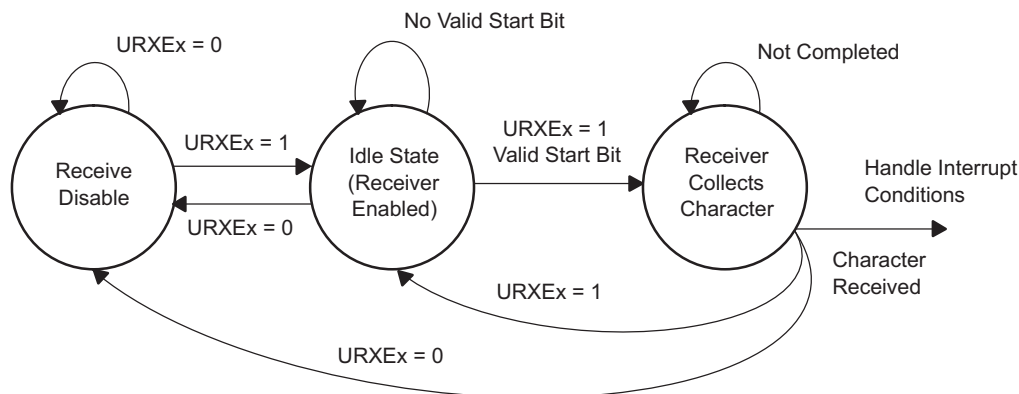 No Valid Start Bit
URXEx = 0
Not Completed
URXEx = 1
URXEx = 1
Valid Start Bit
Receive
Disable
Idle State
(Receiver
Enabled)
Receiver
Collects
Character
Handle Interrupt
Conditions
URXEx = 0
Character
Received
URXEx = 1
URXEx = 0